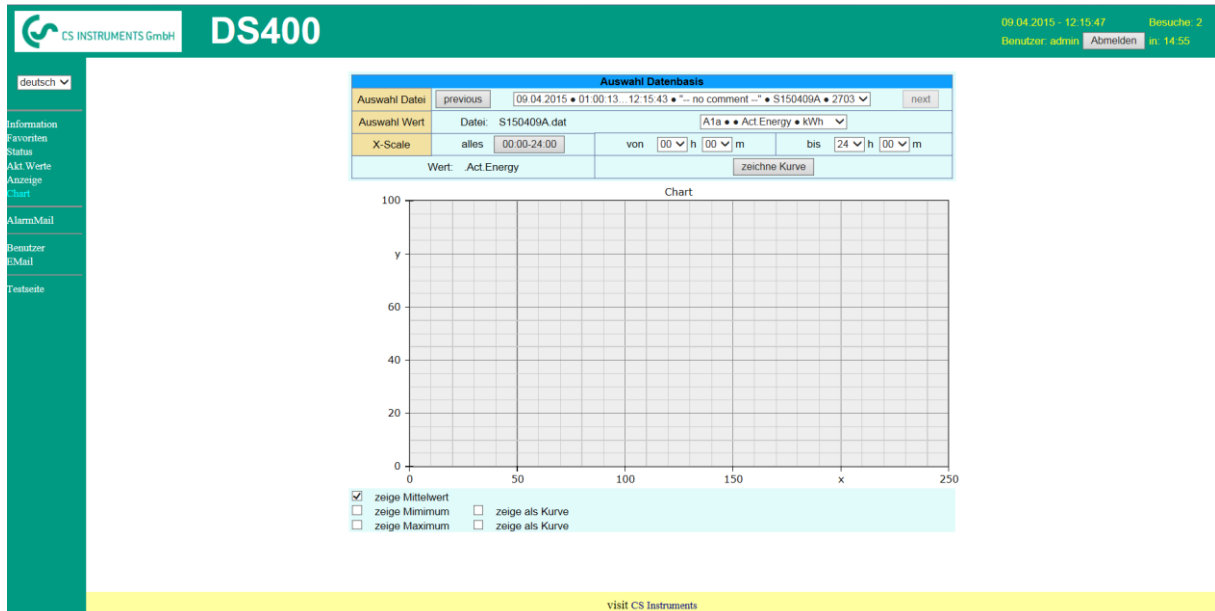 CS INSTRUMENTS GmbH
DS400
09.04.2015 - 12:15:47 Besuche: 2
Benutzer: admin Abmelden in: 14:55
deutsch
Information
Favoriten
Status
Akt.Werte
Anzeige
Chart
AlarmMail
Benutzer
EMail
Testseite
Auswahl Datenbasis
Auswahl Datei previous 09.04.2015 ● 01:00:13...12:15:43 ● "-- no comment --" ● S150409A ● 2703 next
Auswahl Wert Datei: S150409A.dat A1a ● ● Act.Energy ● kWh
X-Scale alles 00:00-24:00 von 00 h 00 m bis 24 h 00 m
Wert: .Act.Energy zeichne Kurve
Chart
100
y
60
40
20
0
0 50 100 150 x 250
zeige Mittelwert
zeige Mimimum zeige als Kurve
zeige Maximum zeige als Kurve
visit CS Instruments